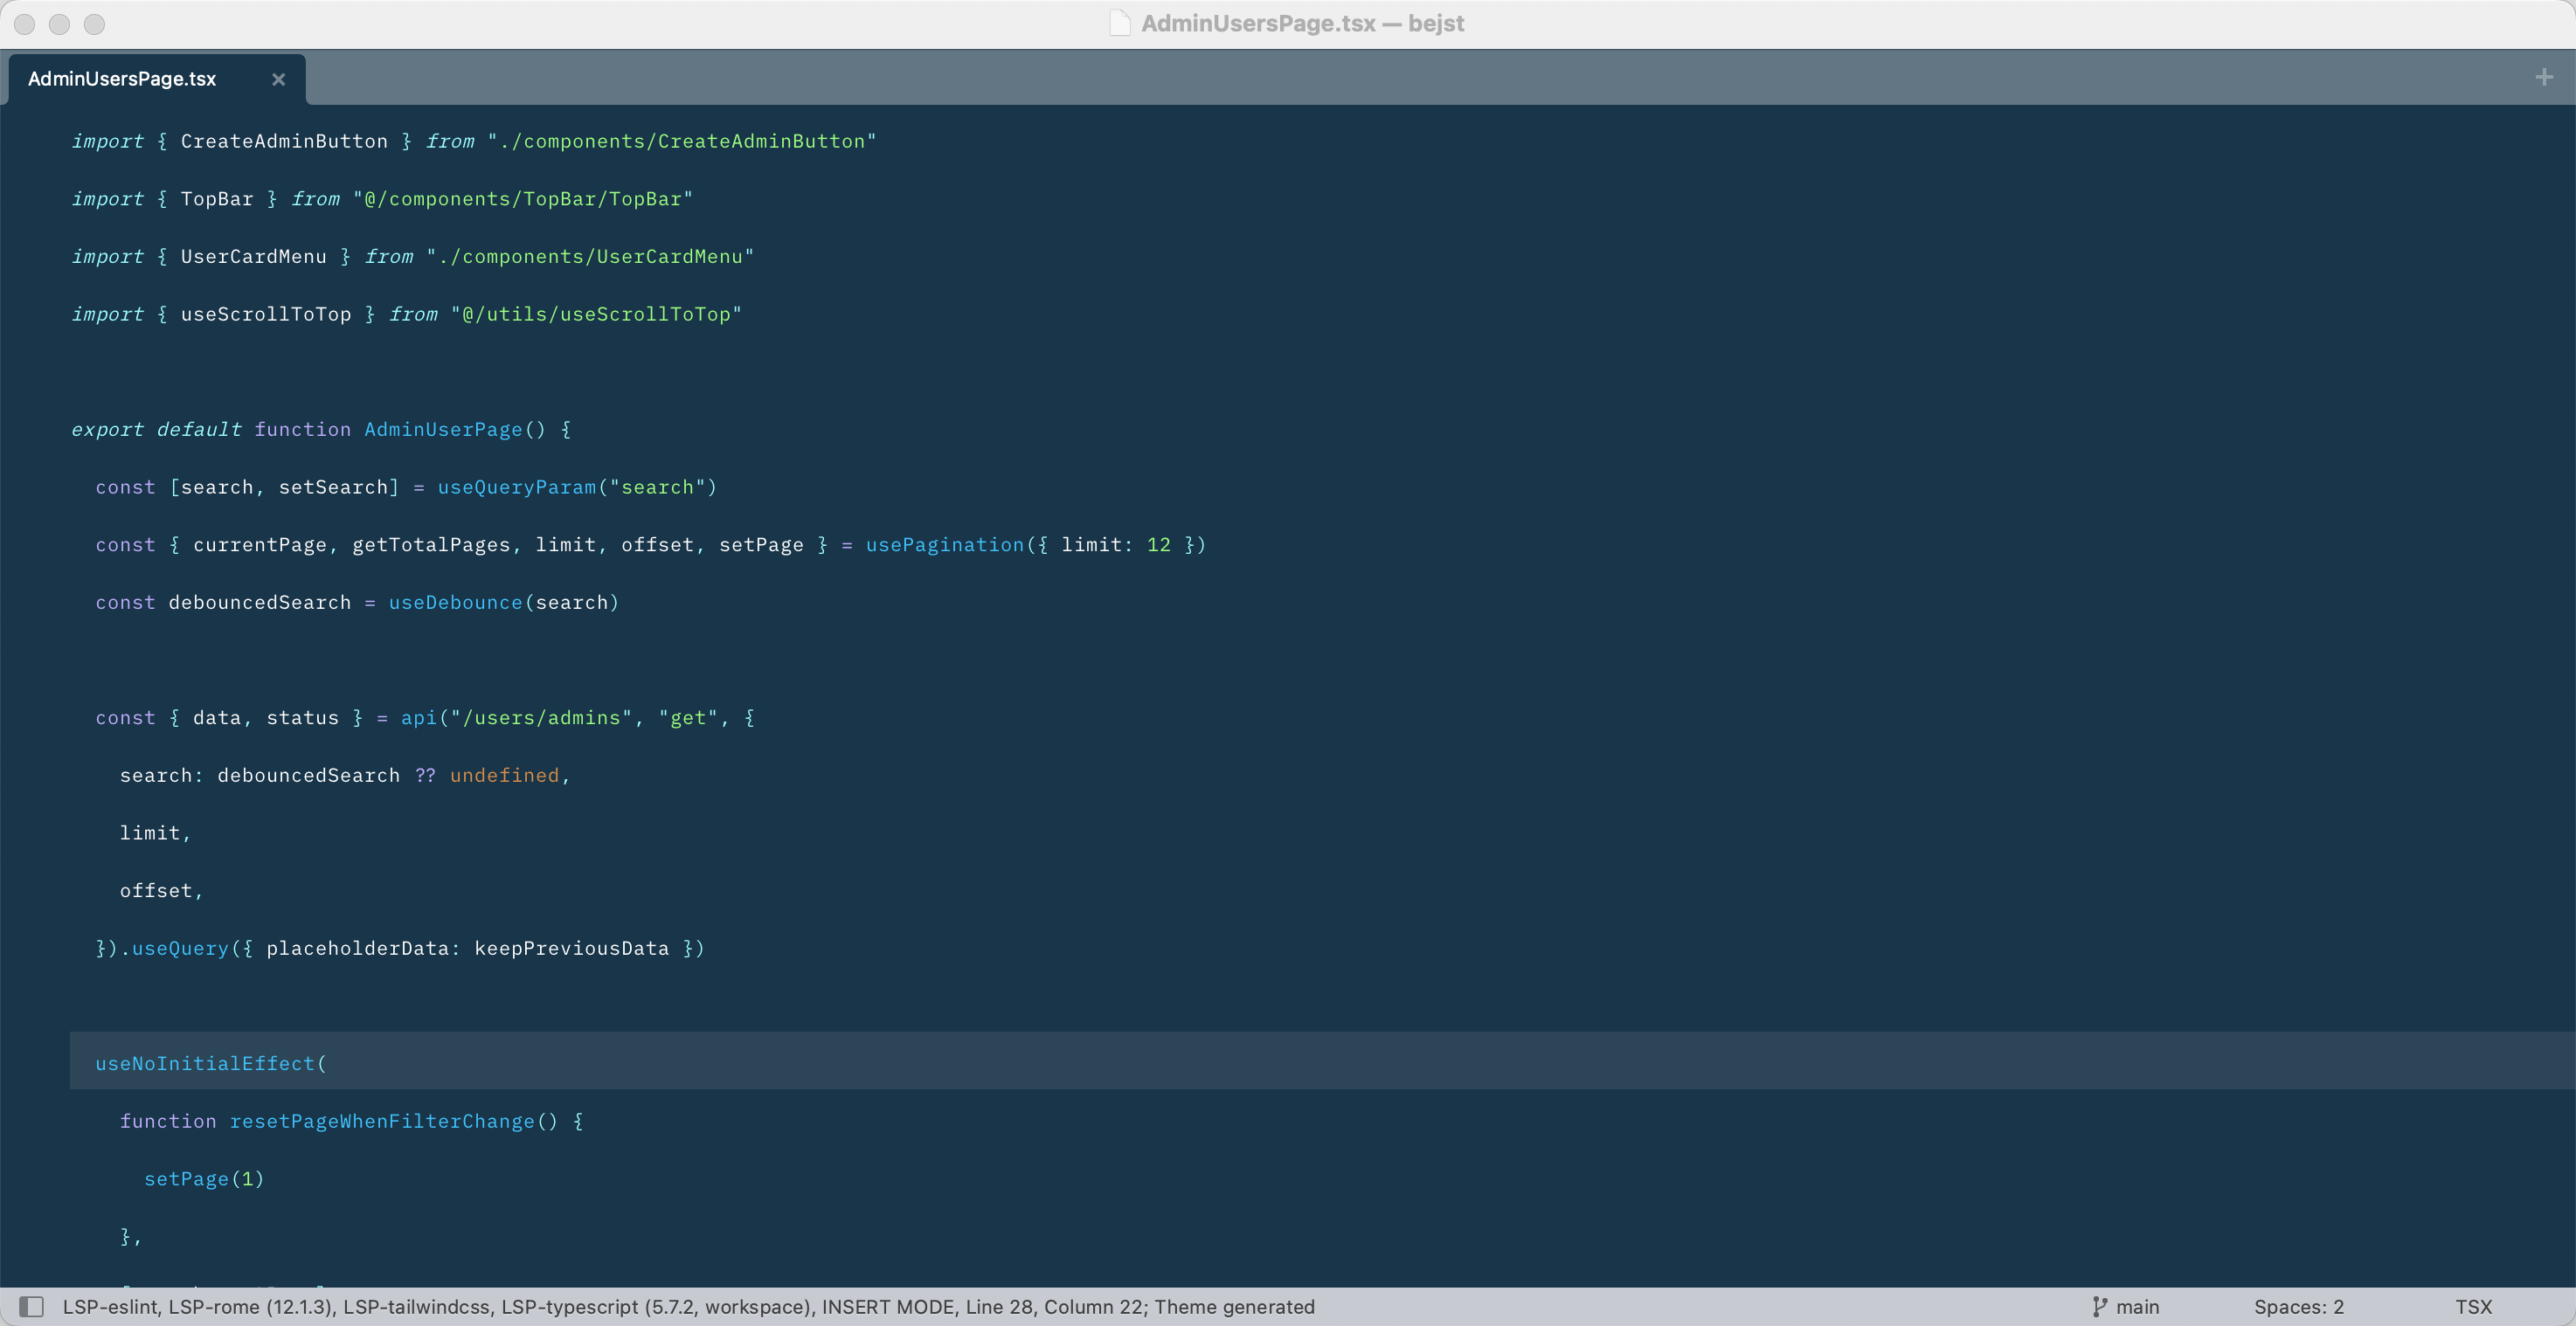 AdminUsersPage.tsx — bejst
AdminUsersPage.tsx
import { CreateAdminButton } from "./components/CreateAdminButton"
import { TopBar } from "@/components/TopBar/TopBar"
import { UserCardMenu } from "./components/UserCardMenu"
import { useScrollToTop } from "@/utils/useScrollToTop"
export default function AdminUserPage() {
const [search, setSearch] = useQueryParam("search")
const { currentPage, getTotalPages, limit, offset, setPage } = usePagination({ limit: 12 })
const debouncedSearch = useDebounce(search)
const { data, status } = api("/users/admins", "get", {
search: debouncedSearch ?? undefined,
limit,
offset,
}).useQuery({ placeholderData: keepPreviousData })
useNoInitialEffect(
function resetPageWhenFilterChange() {
setPage(1)
},
LSP-eslint, LSP-rome (12.1.3), LSP-tailwindcss, LSP-typescript (5.7.2, workspace), INSERT MODE, Line 28, Column 22; Theme generated
main
Spaces: 2
TSX